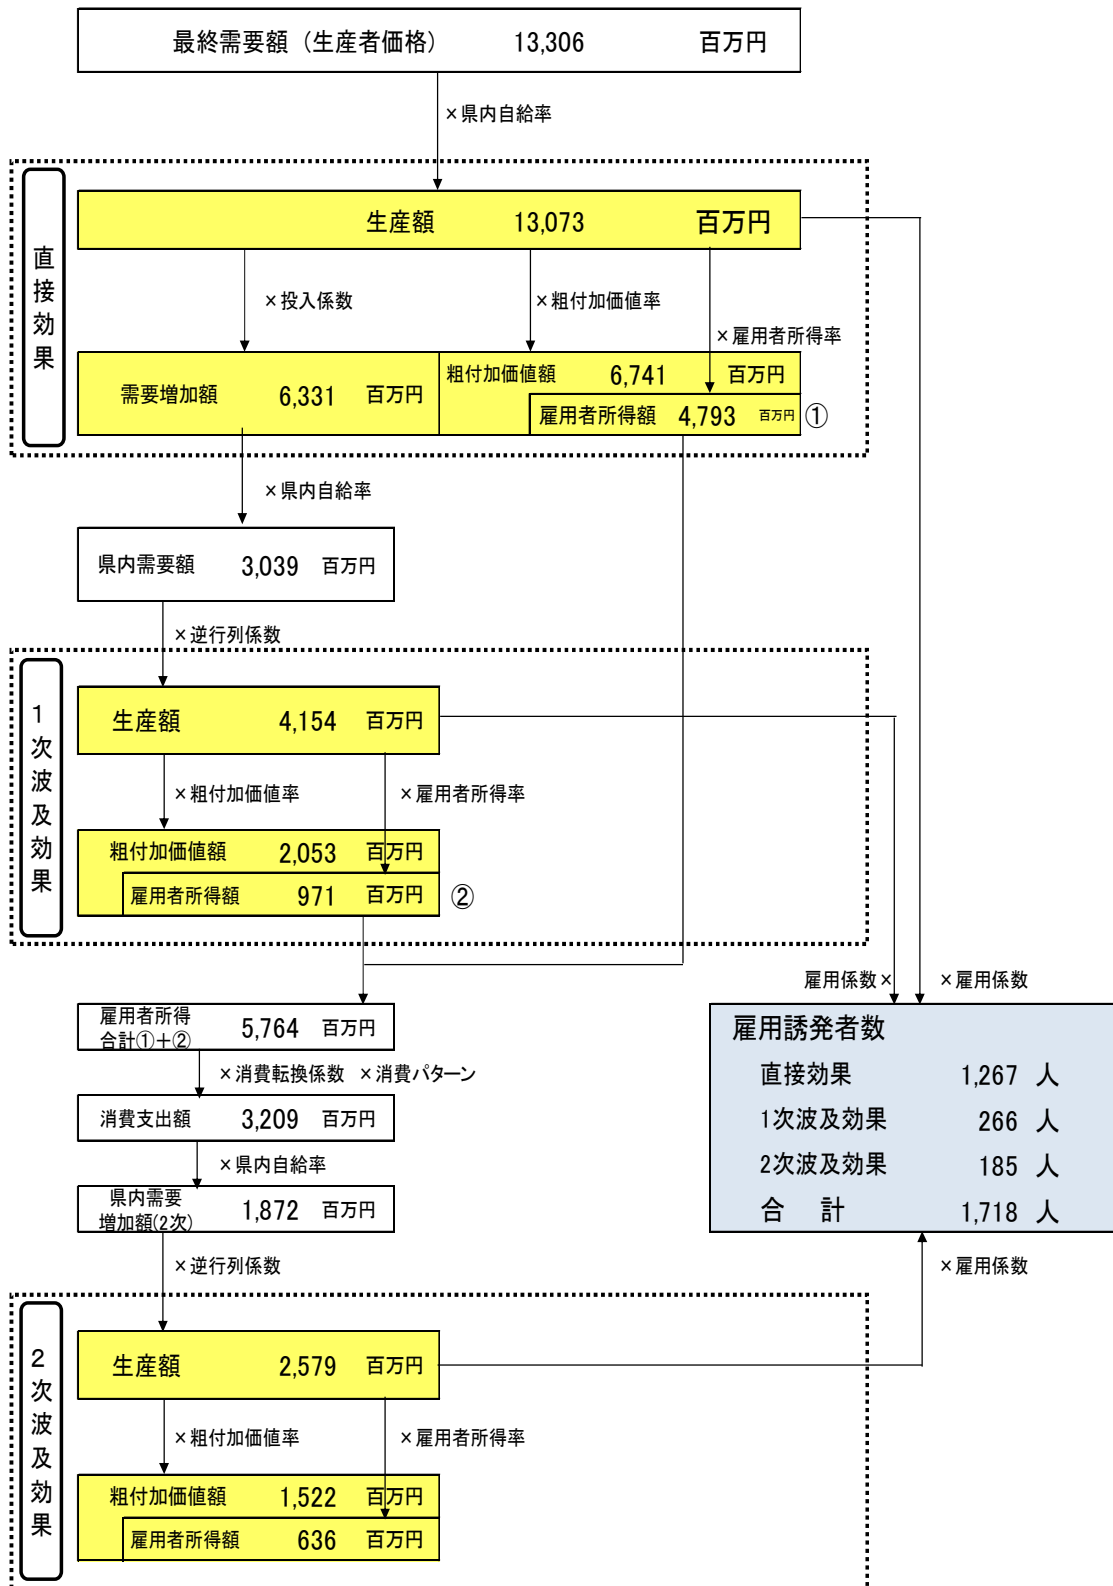 最終需要額（生産者価格） 13,306 百万円
×県内自給率
直接効果
生産額 13,073 百万円
×投入係数
×粗付加価値率
×雇用者所得率
需要増加額 6,331 百万円
粗付加価値額 6,741 百万円
雇用者所得額 4,793 百万円 ①
×県内自給率
県内需要額 3,039 百万円
×逆行列係数
1次波及効果
生産額 4,154 百万円
×粗付加価値率
×雇用者所得率
粗付加価値額 2,053 百万円
雇用者所得額 971 百万円 ②
雇用係数×
×雇用係数
雇用者所得
合計①＋② 5,764 百万円
×消費転換係数 ×消費パターン
消費支出額 3,209 百万円
×県内自給率
県内需要
増加額(2次) 1,872 百万円
雇用誘発者数
直接効果 1,267 人
1次波及効果 266 人
2次波及効果 185 人
合 計 1,718 人
×逆行列係数
×雇用係数
2次波及効果
生産額 2,579 百万円
×粗付加価値率
×雇用者所得率
粗付加価値額 1,522 百万円
雇用者所得額 636 百万円